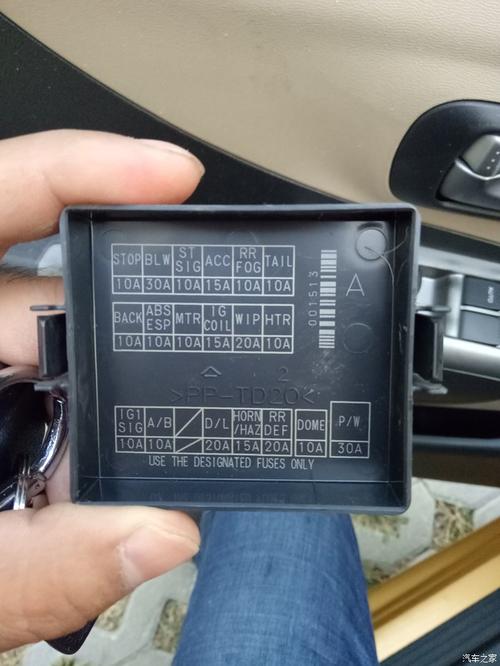 STOP BLW ST SIG ACC RR FOG TAIL
10A 30A 10A 15A 10A 10A
BACK ABS ESP MTR IG COIL WIP HTR
10A 10A 10A 15A 20A 10A
001513
A
2
>PP-TD20<
IG1 SIG A/B D/L HORN/HAZ RR DEF DOME P/W
10A 10A 20A 15A 20A 10A 30A
USE THE DESIGNATED FUSES ONLY
汽车之家